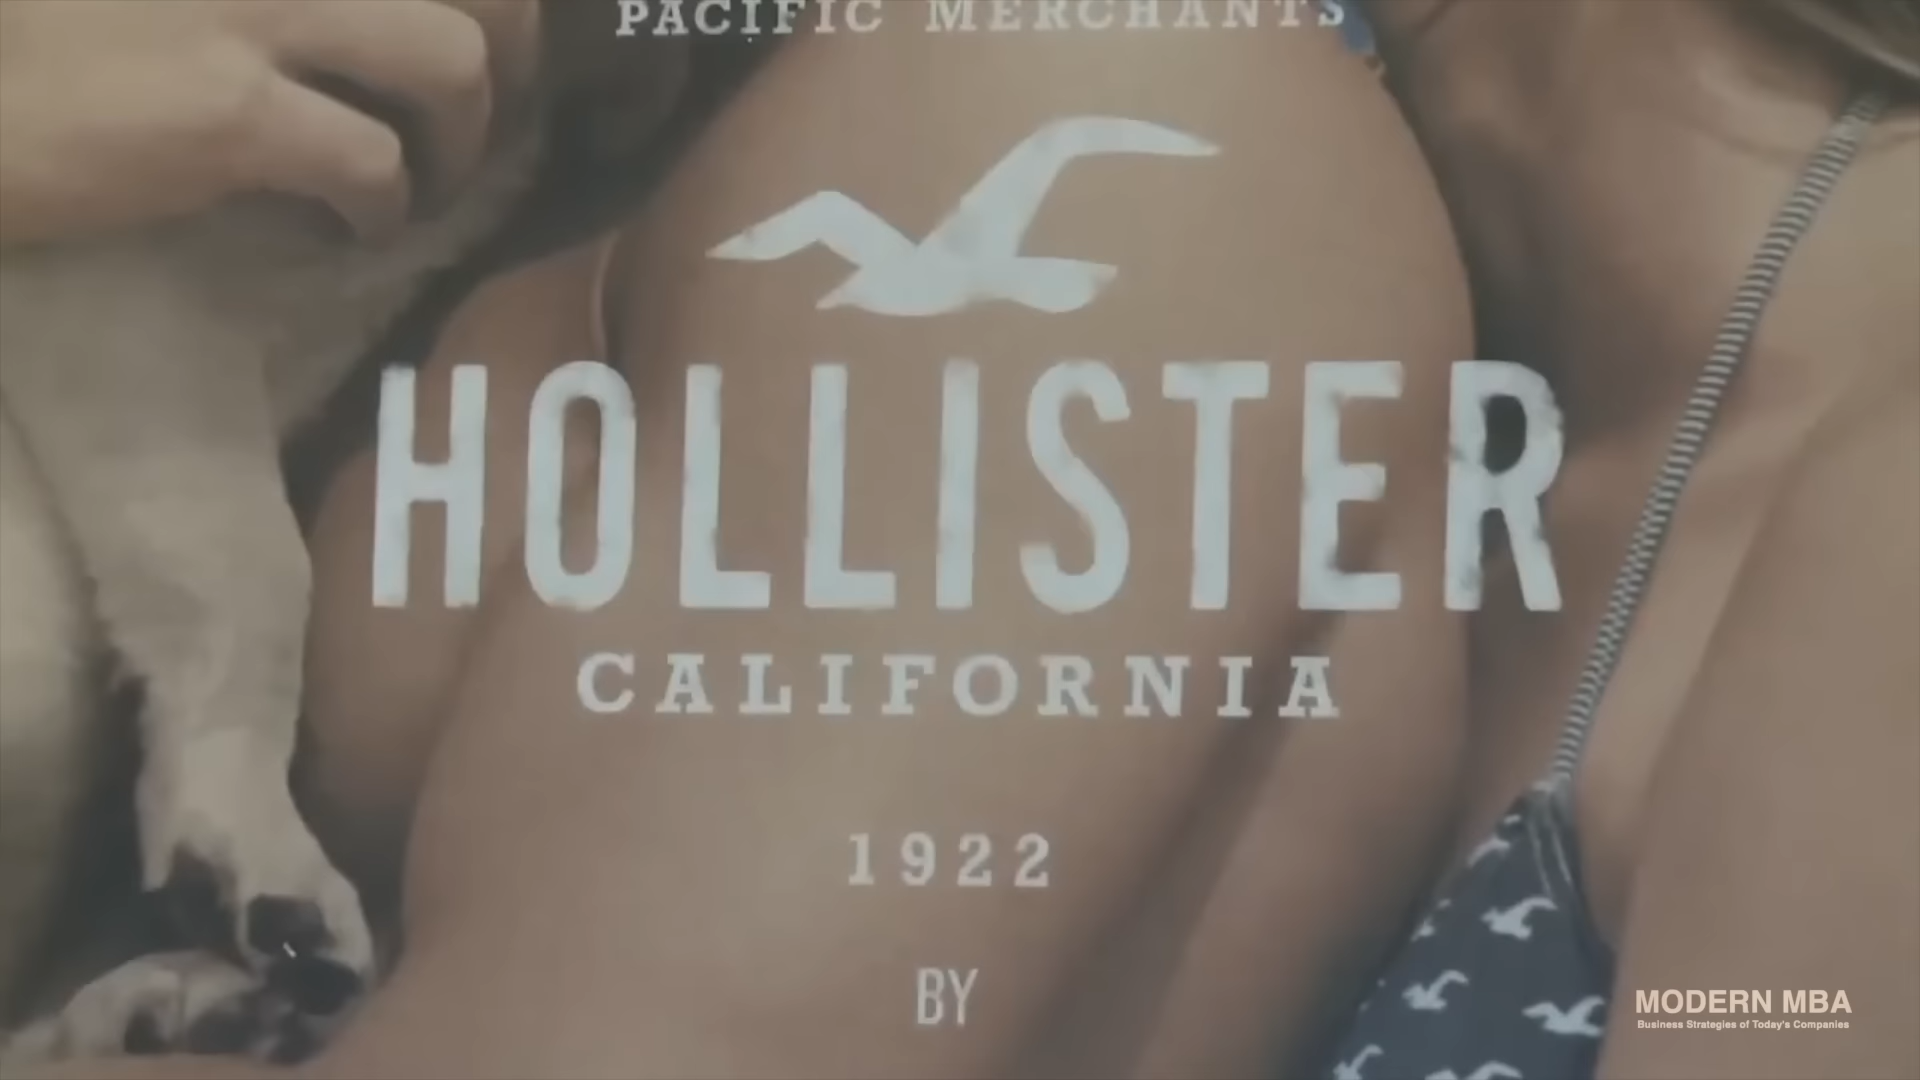 PACIFIC MERCHANTS
HOLLISTER
CALIFORNIA
1922
BY
MODERN MBA
Business Strategies of Today's Companies